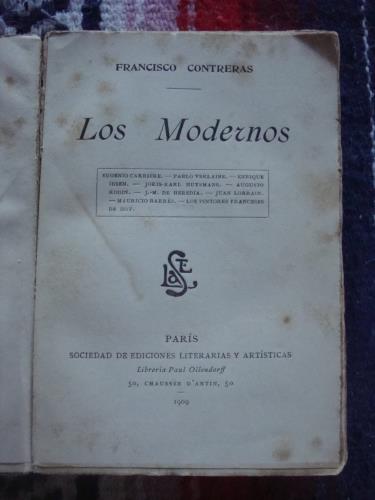 FRANCISCO CONTRERAS
Los Modernos
EUGENIO CARRIÈRE. — PABLO VERLAINE. — ENRIQUE
IBSEN. — JORIS-KARL HUYSMANS. — AUGUSTO
RODIN. — J.-M. DE HEREDIA. — JUAN LORRAIN.
— MAURICIO BARRÈS. — LOS PINTORES FRANCESES
DE HOY.
PARÍS
SOCIEDAD DE EDICIONES LITERARIAS Y ARTÍSTICAS
Librería Paul Ollendorff
50, CHAUSSÉE D'ANTIN, 50
1909